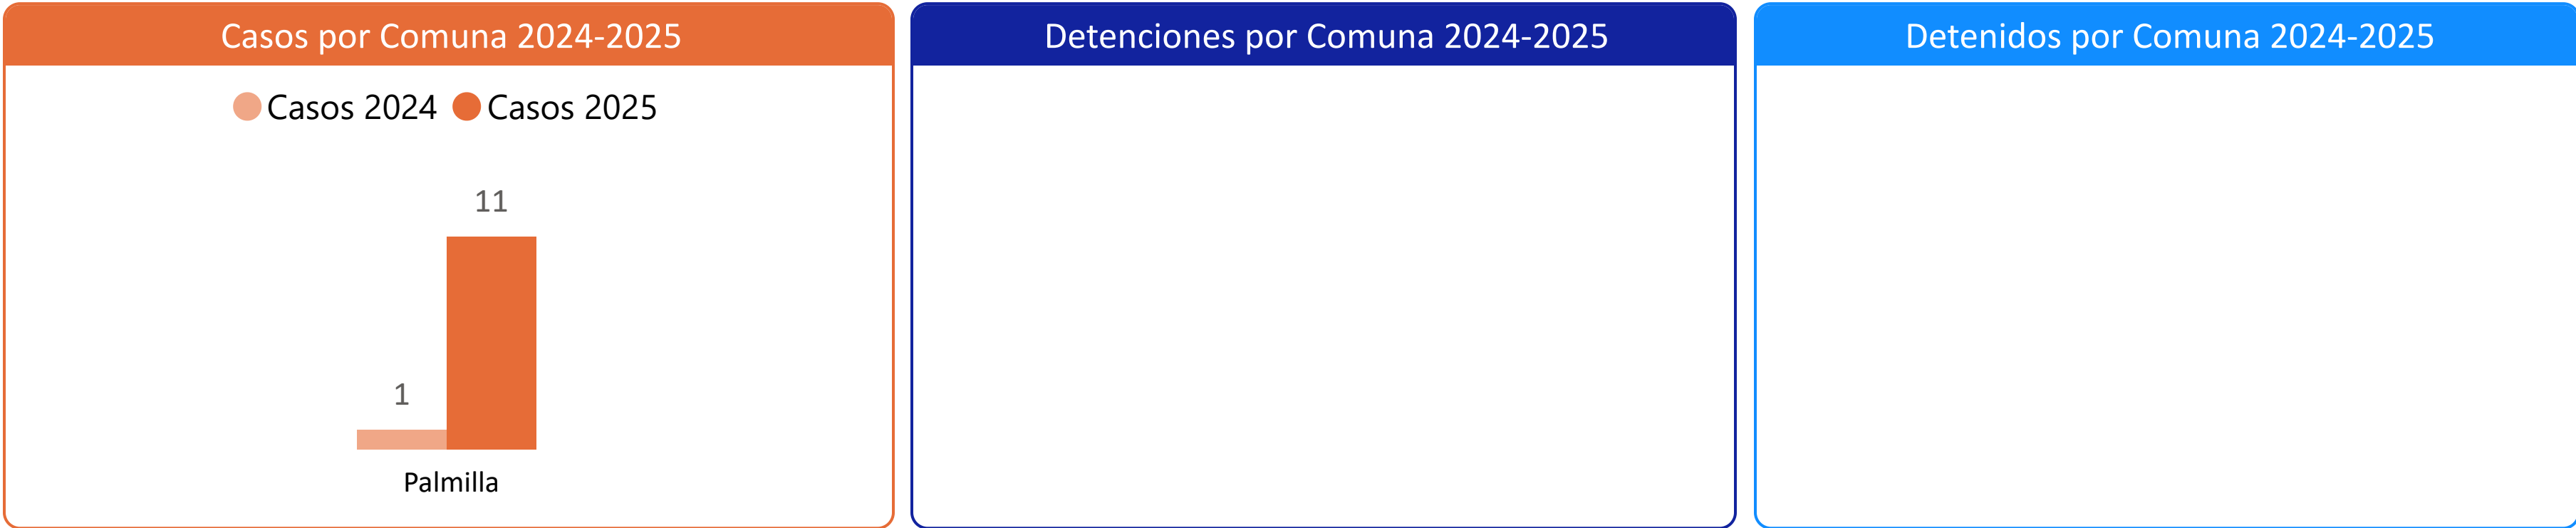 Casos por Comuna 2024-2025
Casos 2024 Casos 2025
11
1
Palmilla
Detenciones por Comuna 2024-2025
Detenidos por Comuna 2024-2025